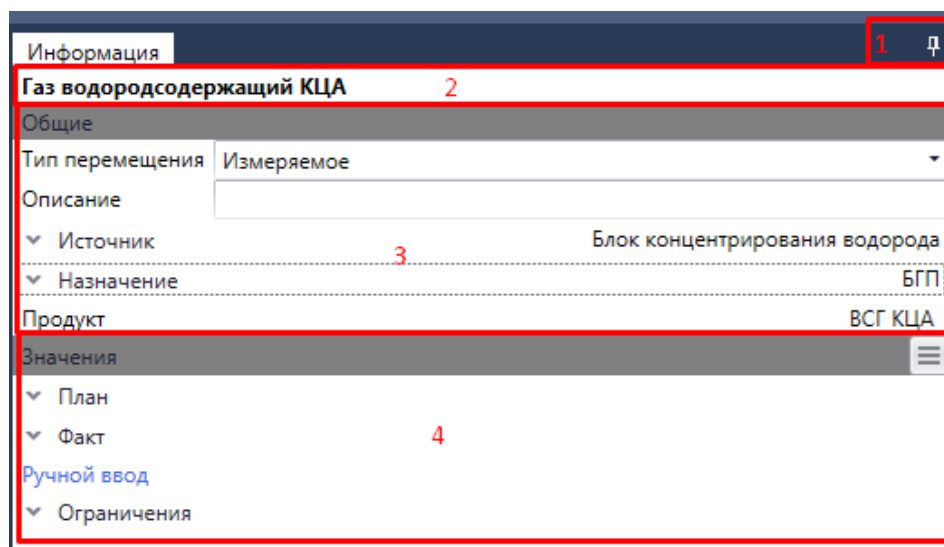 Информация 1
Газ водородсодержащий КЦА 2
Общие
Тип перемещения Измеряемое
Описание
Источник Блок концентрирования водорода
3
Назначение БГП
Продукт ВСГ КЦА
Значения
План
Факт 4
Ручной ввод
Ограничения